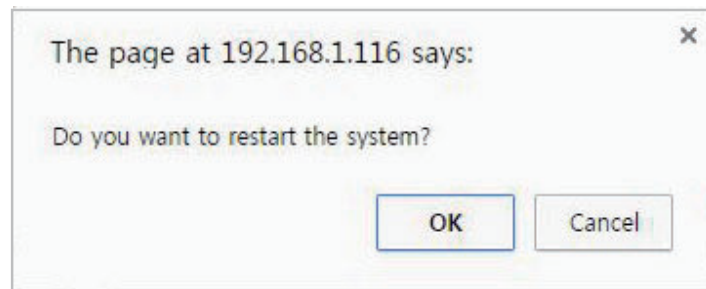 The page at 192.168.1.116 says:
Do you want to restart the system?
OK
Cancel